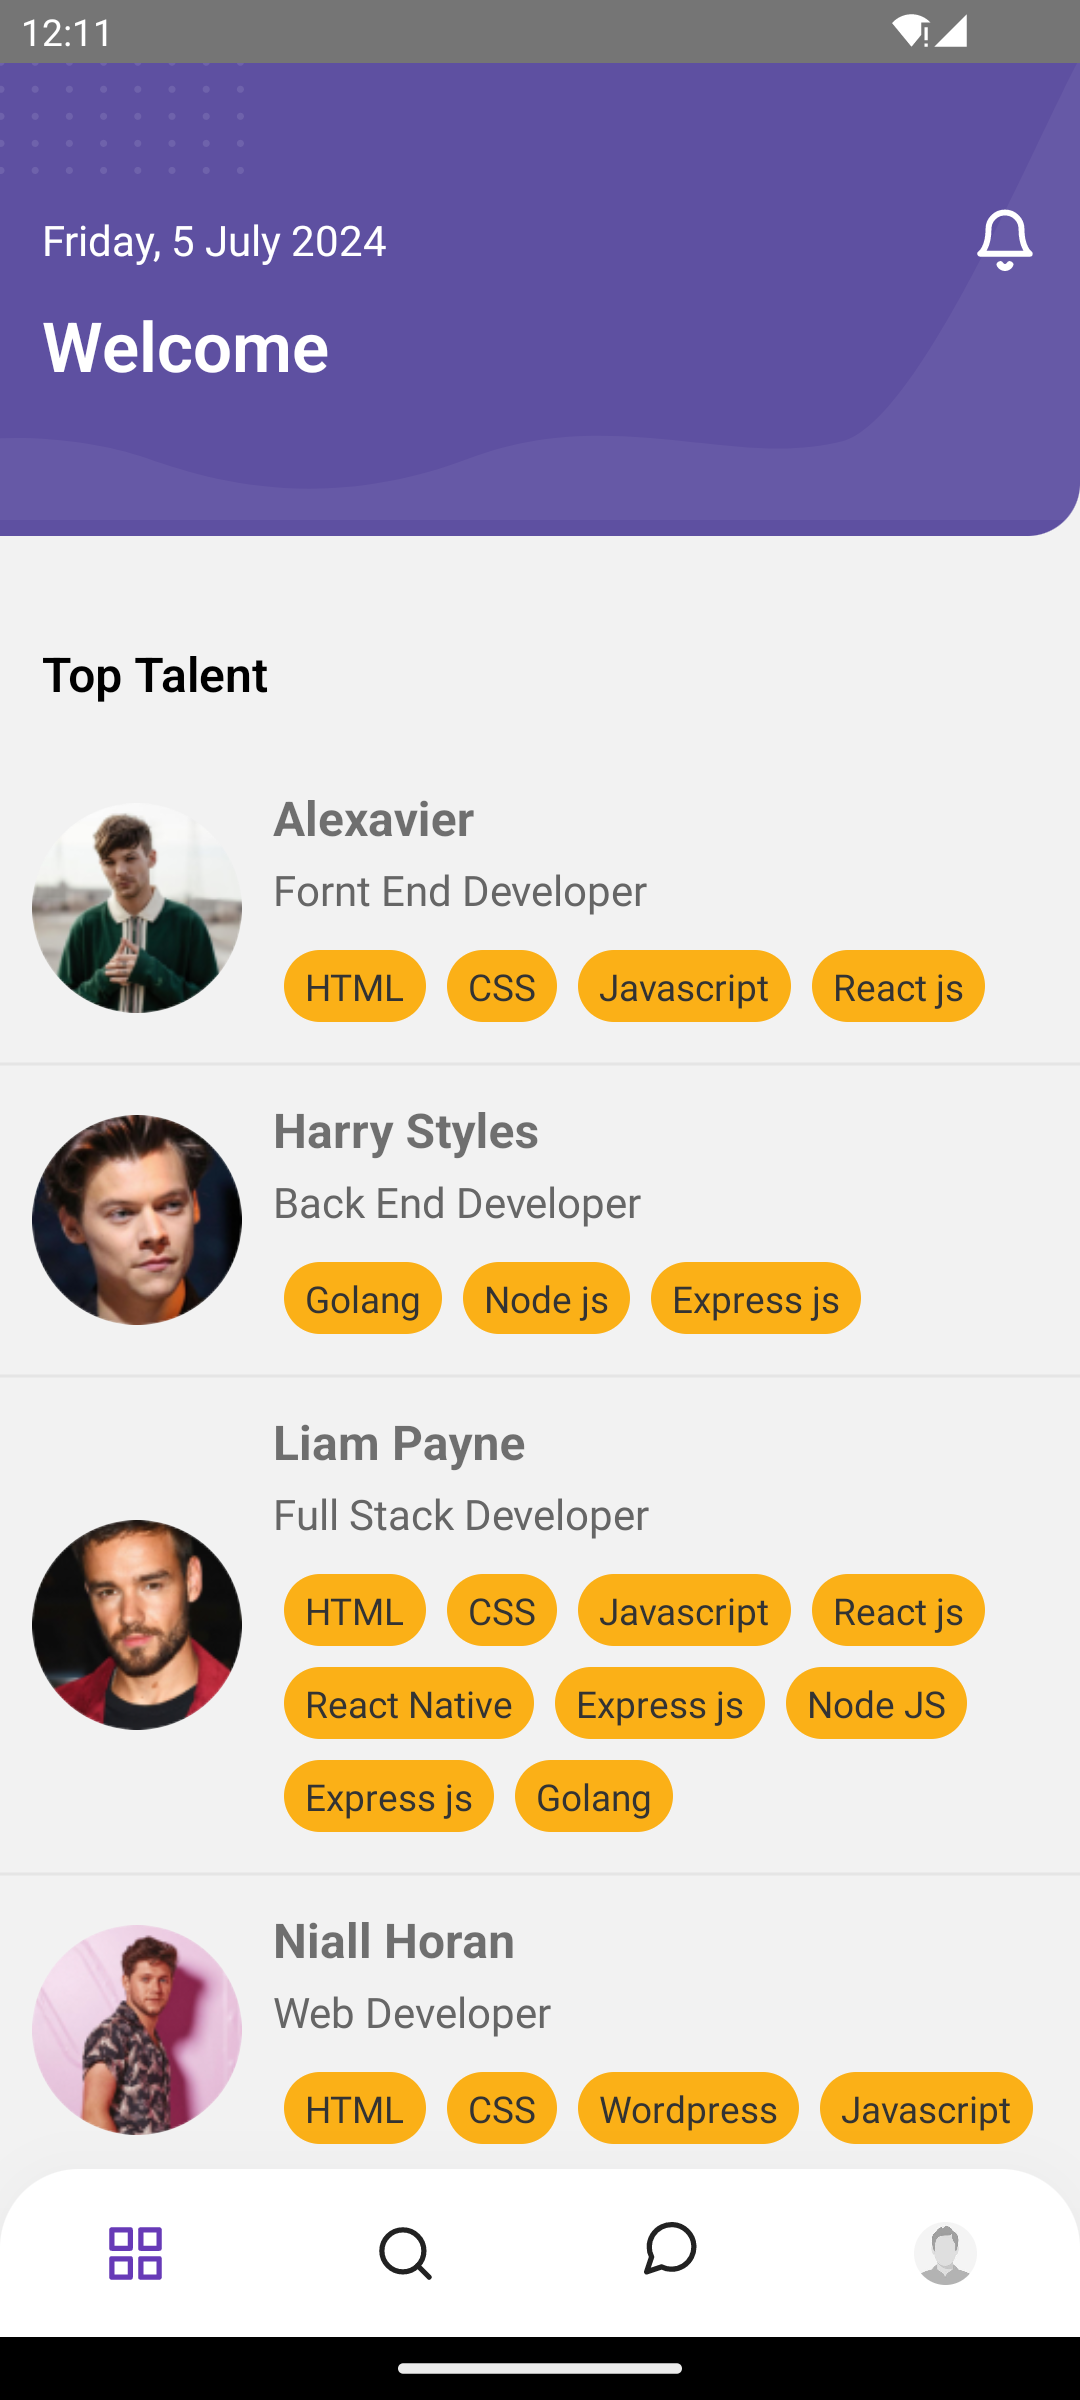 12:11
Friday, 5 July 2024
Welcome
Top Talent
Alexavier
Fornt End Developer
HTML CSS Javascript React js
Harry Styles
Back End Developer
Golang Node js Express js
Liam Payne
Full Stack Developer
HTML CSS Javascript React js
React Native Express js Node JS
Express js Golang
Niall Horan
Web Developer
HTML CSS Wordpress Javascript